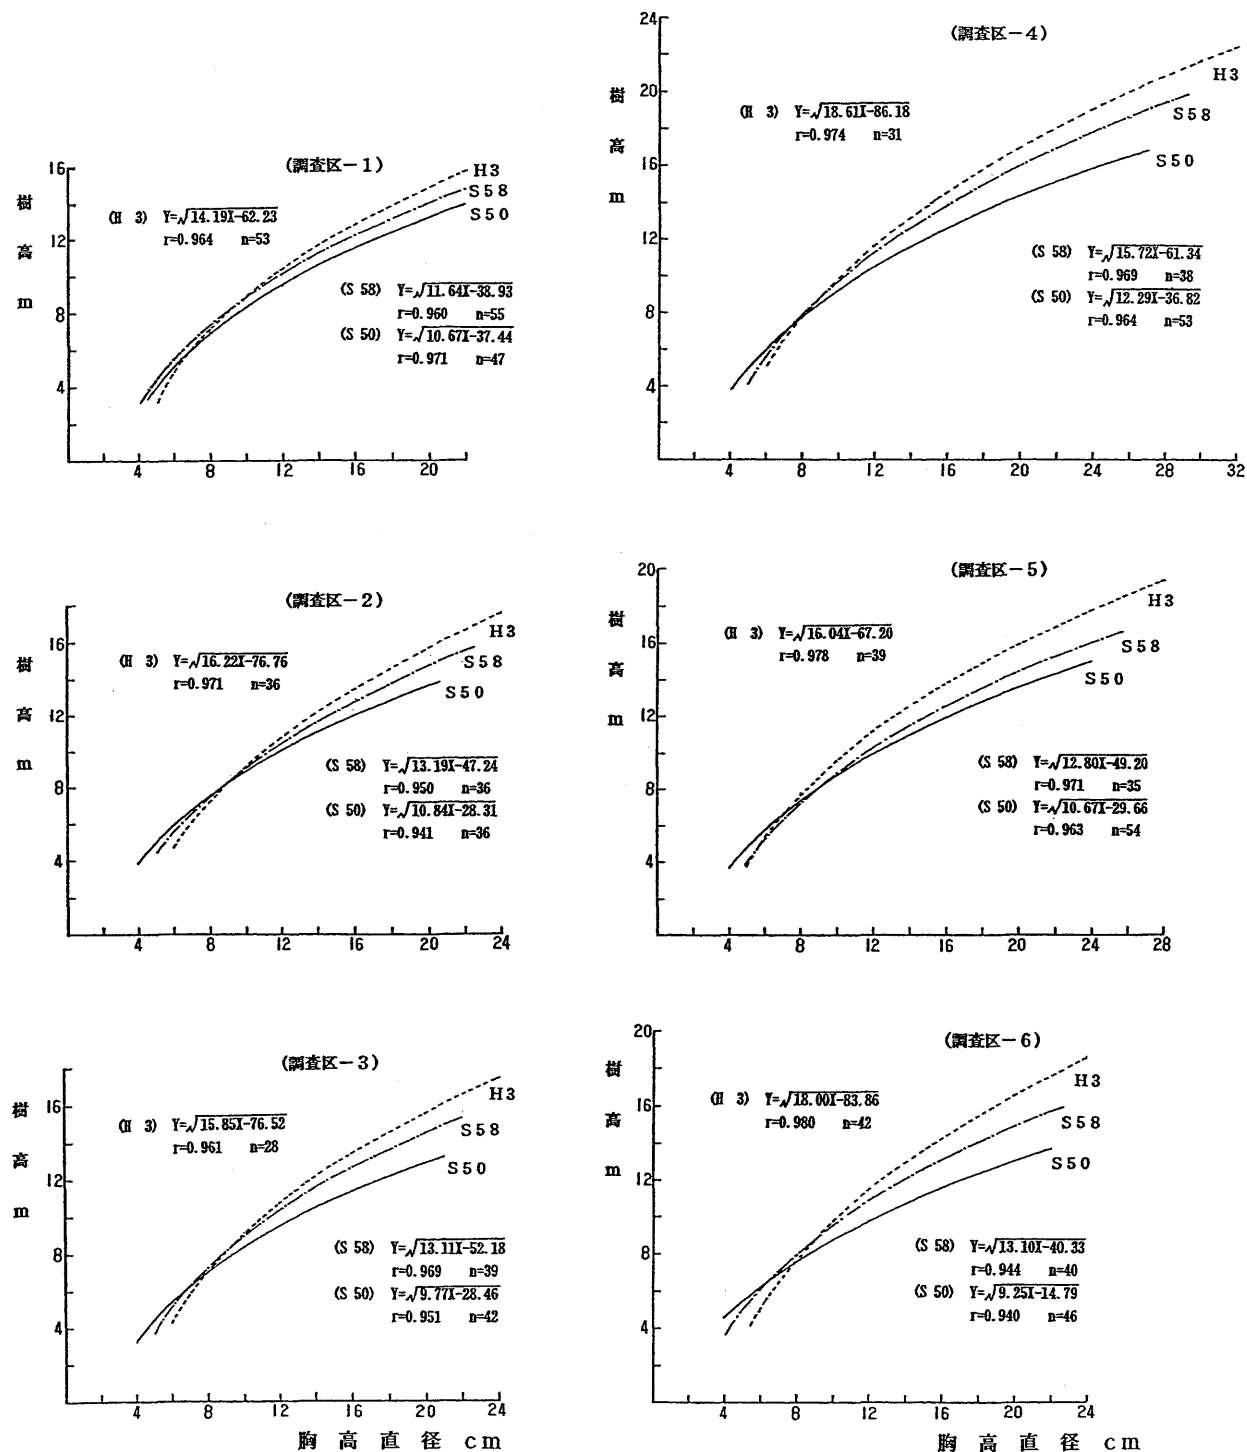 (調査区-1)
16
12
8
4
樹高 m
H3
S58
S50
(H 3) Y=√14.19X-62.23
r=0.964 n=53
(S 58) Y=√11.64X-38.93
r=0.960 n=55
(S 50) Y=√10.67X-37.44
r=0.971 n=47
4 8 12 16 20
(調査区-2)
16
12
8
4
樹高 m
H3
S58
S50
(H 3) Y=√16.22X-76.76
r=0.971 n=36
(S 58) Y=√13.19X-47.24
r=0.950 n=36
(S 50) Y=√10.84X-28.31
r=0.941 n=36
4 8 12 16 20 24
(調査区-3)
16
12
8
4
樹高 m
H3
S58
S50
(H 3) Y=√15.85X-76.52
r=0.961 n=28
(S 58) Y=√13.11X-52.18
r=0.969 n=39
(S 50) Y=√9.77X-28.46
r=0.951 n=42
4 8 12 16 20 24
胸高直径 cm
(調査区-4)
24
20
16
12
8
4
樹高 m
H3
S58
S50
(H 3) Y=√18.61X-86.18
r=0.974 n=31
(S 58) Y=√15.72X-61.34
r=0.969 n=38
(S 50) Y=√12.29X-36.82
r=0.964 n=53
4 8 12 16 20 24 28 32
(調査区-5)
20
16
12
8
4
樹高 m
H3
S58
S50
(H 3) Y=√16.04X-67.20
r=0.978 n=39
(S 58) Y=√12.80X-49.20
r=0.971 n=35
(S 50) Y=√10.67X-29.66
r=0.963 n=54
4 8 12 16 20 24 28
(調査区-6)
20
16
12
8
4
樹高 m
H3
S58
S50
(H 3) Y=√18.00X-83.86
r=0.980 n=42
(S 58) Y=√13.10X-40.33
r=0.944 n=40
(S 50) Y=√9.25X-14.79
r=0.940 n=46
4 8 12 16 20 24
胸高直径 cm